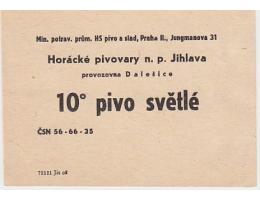 Min. potrav. prům. HS pivo a slad, Praha II., Jungmanova 31
Horácké pivovary n. p. Jihlava
provozovna Dalešice
10° pivo světlé
ČSN 56-66-35